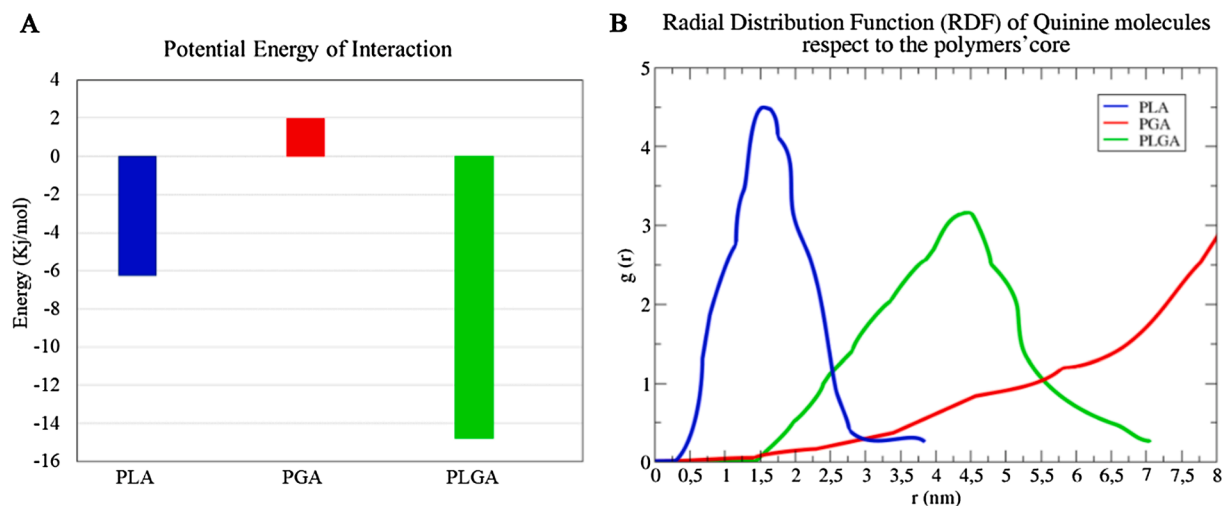 A
Potential Energy of Interaction
4
2
0
-2
-4
-6
-8
-10
-12
-14
-16
Energy (Kj/mol)
PLA PGA PLGA
B
Radial Distribution Function (RDF) of Quinine molecules
respect to the polymers'core
5
4
3
2
1
0
g (r)
PLA
PGA
PLGA
0 0,5 1 1,5 2 2,5 3 3,5 4 4,5 5 5,5 6 6,5 7 7,5 8
r (nm)